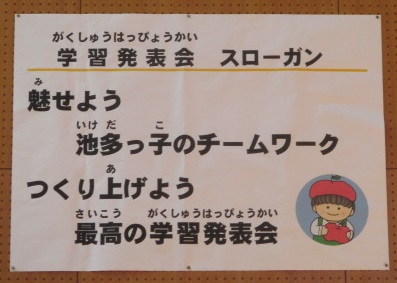 がくしゅうはっぴょうかい
学習発表会 スローガン
み
魅せよう
いけ だ こ
池多っ子のチームワーク
あ
つくり上げよう
さいこう がくしゅうはっぴょうかい
最高の学習発表会